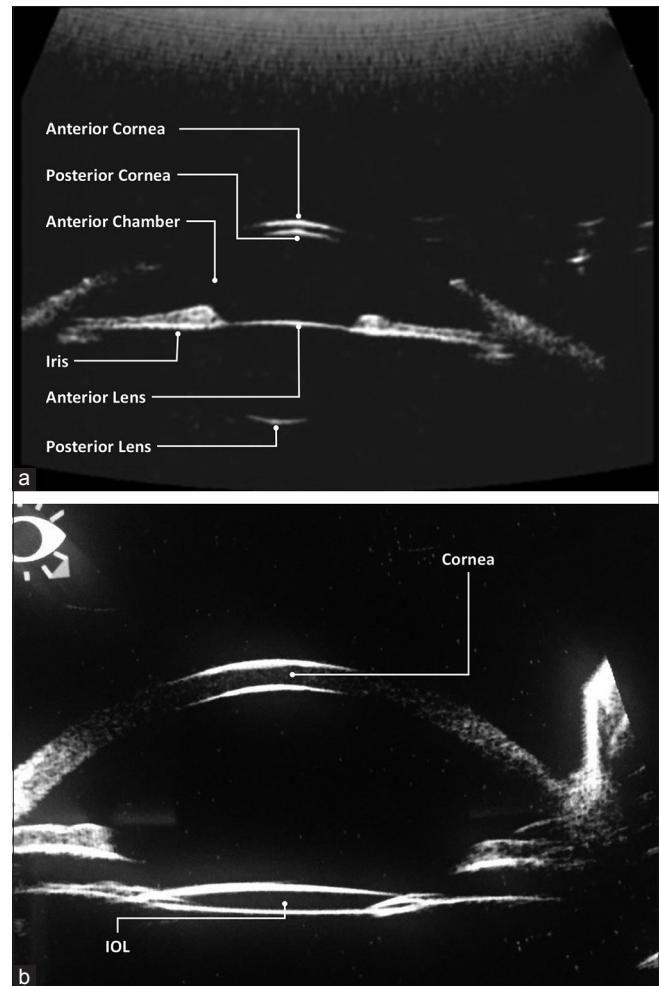 Anterior Cornea
Posterior Cornea
Anterior Chamber
Iris
Anterior Lens
Posterior Lens
a
Cornea
IOL
b